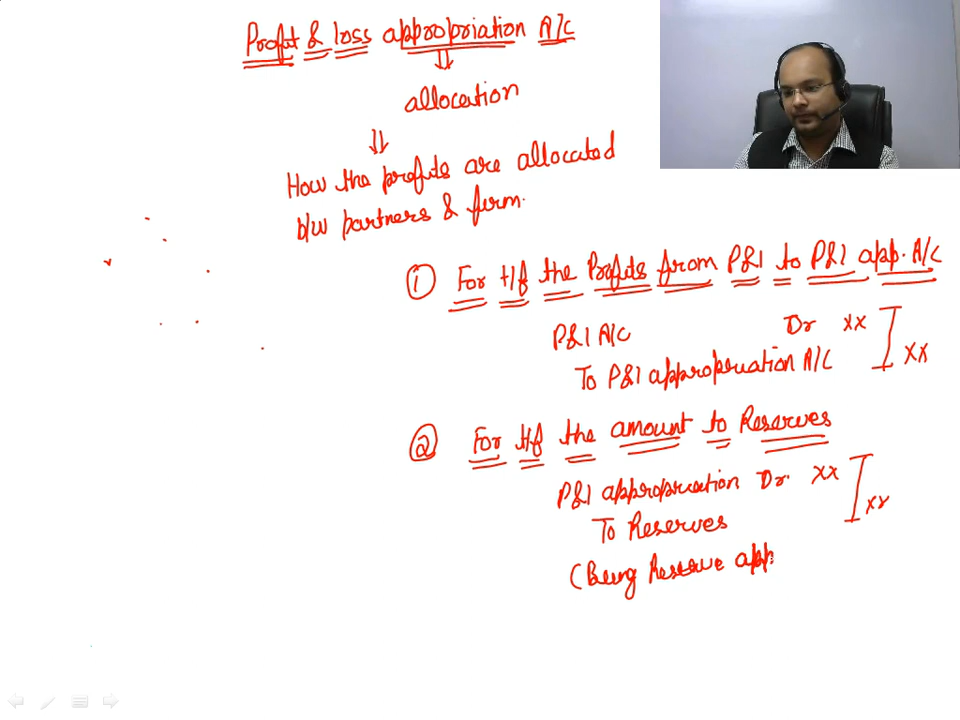 Profit & loss appropriation A/C
allocation
How the profits are allocated
b/w partners & firm.
① For t/f the Profits from P&l to P&l app. A/C
P&l A/C Dr xx
To P&l appropriation A/C xx
② For t/f the amount to Reserves
P&l appropriation Dr. xx
To Reserves xx
(Being Reserve app